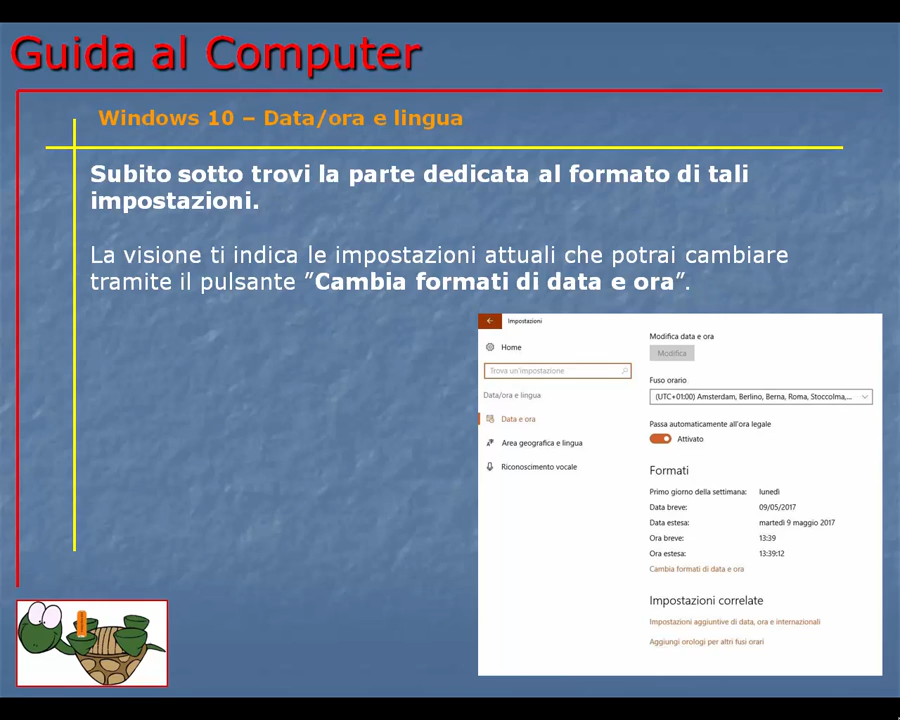 Guida al Computer
Windows 10 – Data/ora e lingua
Subito sotto trovi la parte dedicata al formato di tali
impostazioni.
La visione ti indica le impostazioni attuali che potrai cambiare
tramite il pulsante ”Cambia formati di data e ora”.
Impostazioni
Home
Trova un'impostazione
Data/ora e lingua
Data e ora
Area geografica e lingua
Riconoscimento vocale
Modifica data e ora
Modifica
Fuso orario
(UTC+01:00) Amsterdam, Berlino, Berna, Roma, Stoccolma,...
Passa automaticamente all'ora legale
Attivato
Formati
Primo giorno della settimana: lunedì
Data breve: 09/05/2017
Data estesa: martedì 9 maggio 2017
Ora breve: 13:39
Ora estesa: 13:39:12
Cambia formati di data e ora
Impostazioni correlate
Impostazioni aggiuntive di data, ora e internazionali
Aggiungi orologi per altri fusi orari